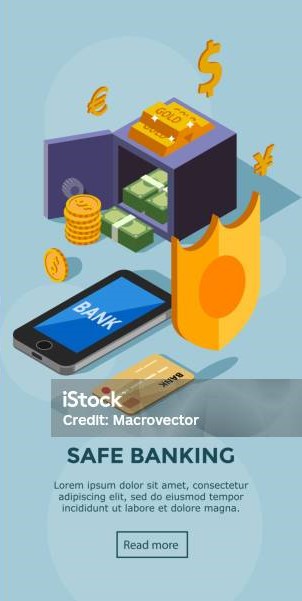 $
€
GOLD
GOLD
¥
BANK
BANK
iStock
Credit: Macrovector
SAFE BANKING
Lorem ipsum dolor sit amet, consectetur
adipiscing elit, sed do eiusmod tempor
incididunt ut labore et dolore magna.
Read more